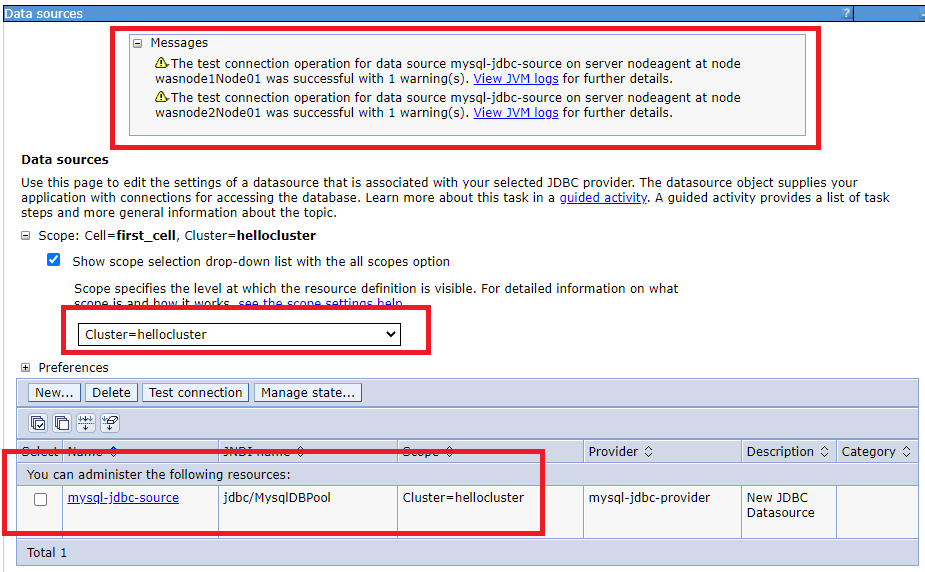 Data sources ?
Messages
The test connection operation for data source mysql-jdbc-source on server nodeagent at node
wasnode1Node01 was successful with 1 warning(s). View JVM logs for further details.
The test connection operation for data source mysql-jdbc-source on server nodeagent at node
wasnode2Node01 was successful with 1 warning(s). View JVM logs for further details.
Data sources
Use this page to edit the settings of a datasource that is associated with your selected JDBC provider. The datasource object supplies your
application with connections for accessing the database. Learn more about this task in a guided activity. A guided activity provides a list of task
steps and more general information about the topic.
Scope: Cell=first_cell, Cluster=hellocluster
Show scope selection drop-down list with the all scopes option
Scope specifies the level at which the resource definition is visible. For detailed information on what
scope is and how it works, see the scope settings help.
Cluster=hellocluster
Preferences
New... Delete Test connection Manage state...
Select Name JNDI name Scope Provider Description Category
You can administer the following resources:
mysql-jdbc-source jdbc/MysqlDBPool Cluster=hellocluster mysql-jdbc-provider New JDBC
Datasource
Total 1